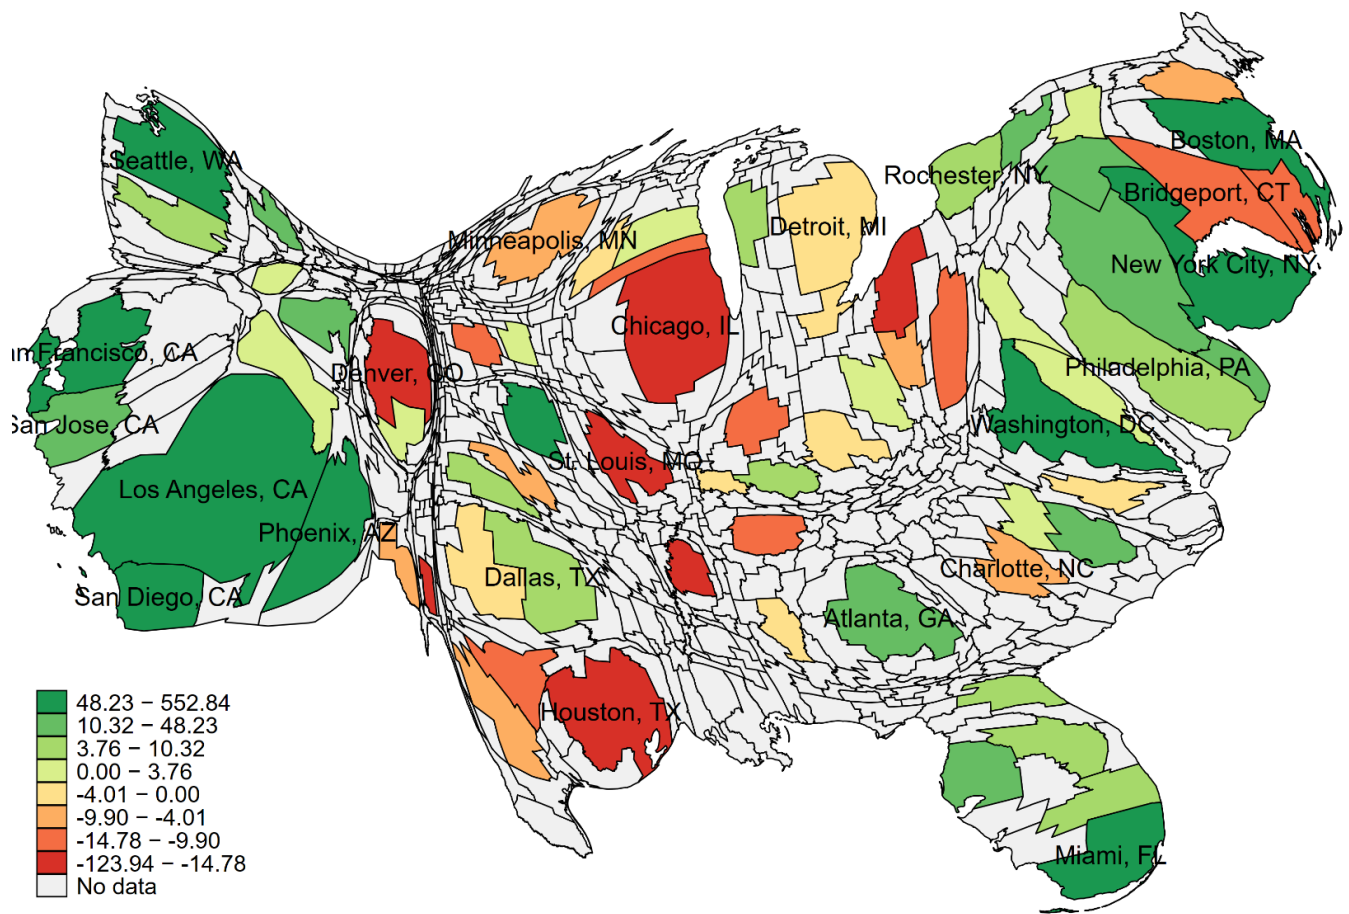 Boston, MA
Seattle, WA
Rochester, NY
Bridgeport, CT
Detroit, MI
Minneapolis, MN
New York City, NY
Chicago, IL
Francisco, CA
Philadelphia, PA
Denver, CO
San Jose, CA
Washington, DC
St. Louis, MO
Los Angeles, CA
Phoenix, AZ
Charlotte, NC
Dallas, TX
San Diego, CA
Atlanta, GA
Houston, TX
Miami, FL
48.23 − 552.84
10.32 − 48.23
3.76 − 10.32
0.00 − 3.76
-4.01 − 0.00
-9.90 − -4.01
-14.78 − -9.90
-123.94 − -14.78
No data